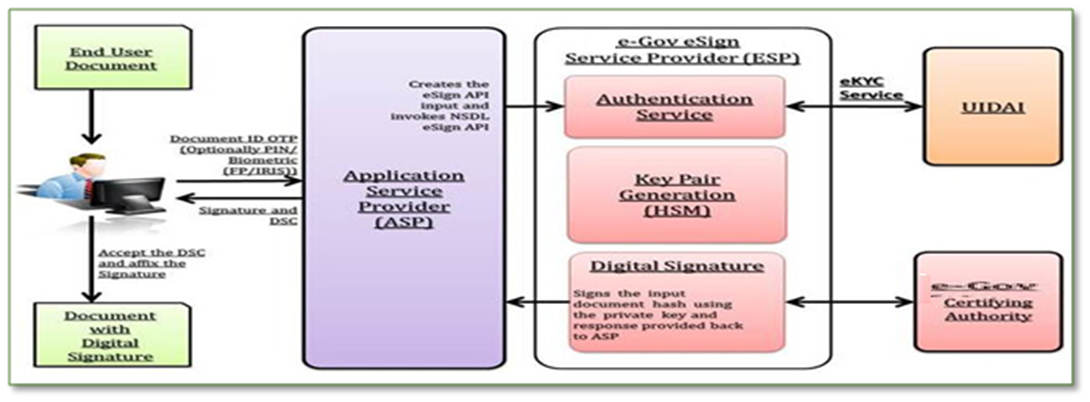 End User
Document
Document ID OTP
(Optionally PIN/
Biometric
(FP/IRIS))
Signature and
DSC
Accept the DSC
and affix the
Signature
Document
with
Digital
Signature
Creates the
eSign API
input and
invokes NSDL
eSign API
Application
Service
Provider
(ASP)
e-Gov eSign
Service Provider (ESP)
Authentication
Service
Key Pair
Generation
(HSM)
Digital Signature
Signs the input
document hash using
the private key and
response provided back
to ASP
eKYC
Service
UIDAI
e-Gov
Certifying
Authority